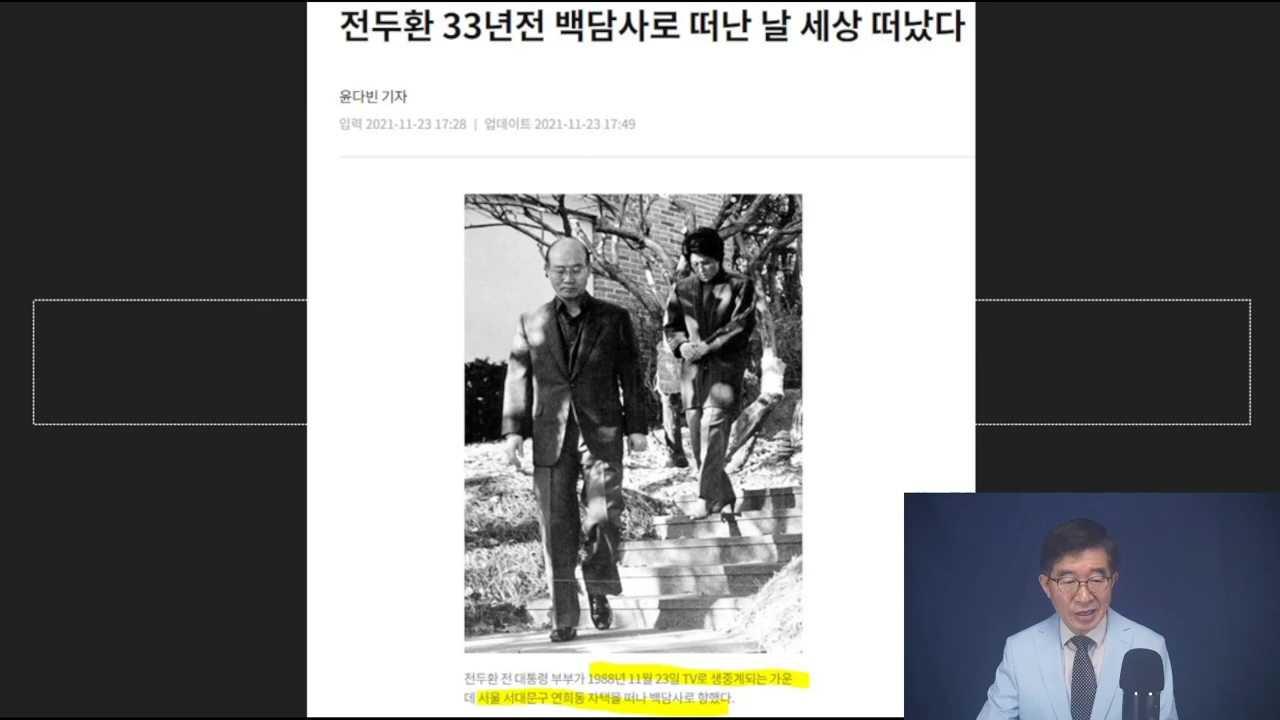 전두환 33년전 백담사로 떠난 날 세상 떠났다
윤다빈 기자
입력 2021-11-23 17:28 | 업데이트 2021-11-23 17:49
전두환 전 대통령 부부가 1988년 11월 23일 TV로 생중계되는 가운
데 서울 서대문구 연희동 자택을 떠나 백담사로 향했다.